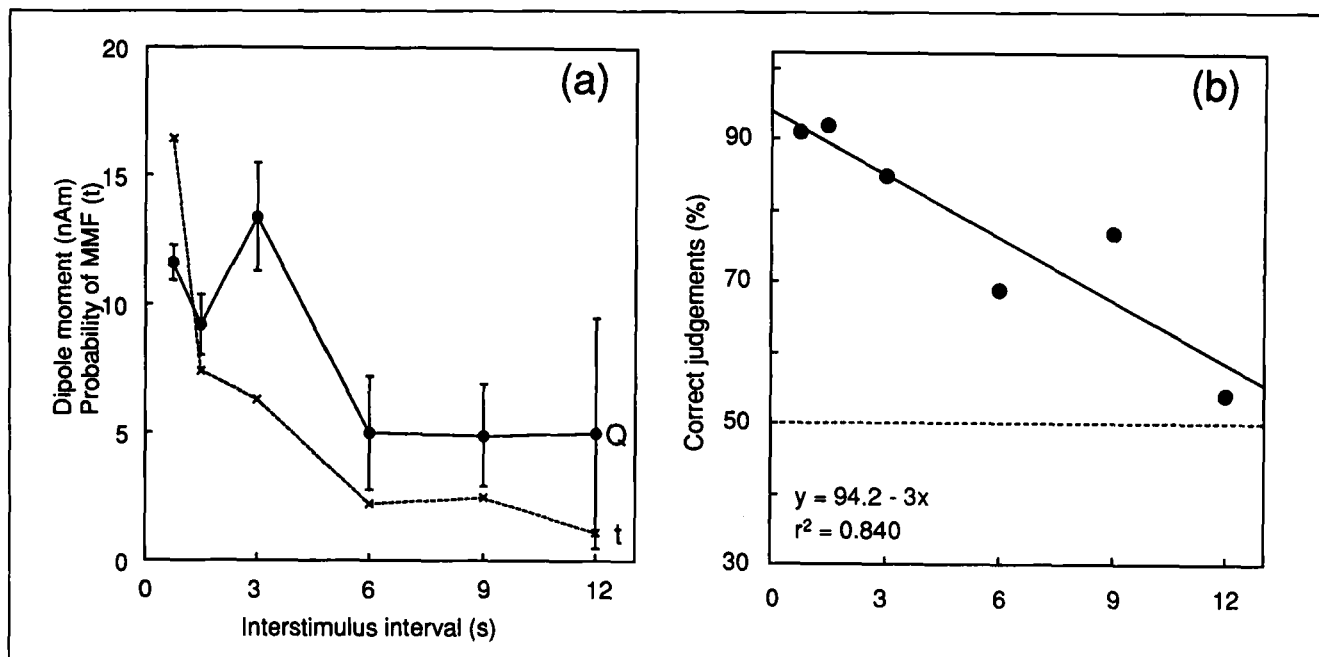 (a)
Dipole moment (nAm)
Probability of MMF (t)
20
15
10
5
0
Q
t
0 3 6 9 12
Interstimulus interval (s)
(b)
Correct judgements (%)
90
70
50
30
y = 94.2 - 3x
r² = 0.840
0 3 6 9 12